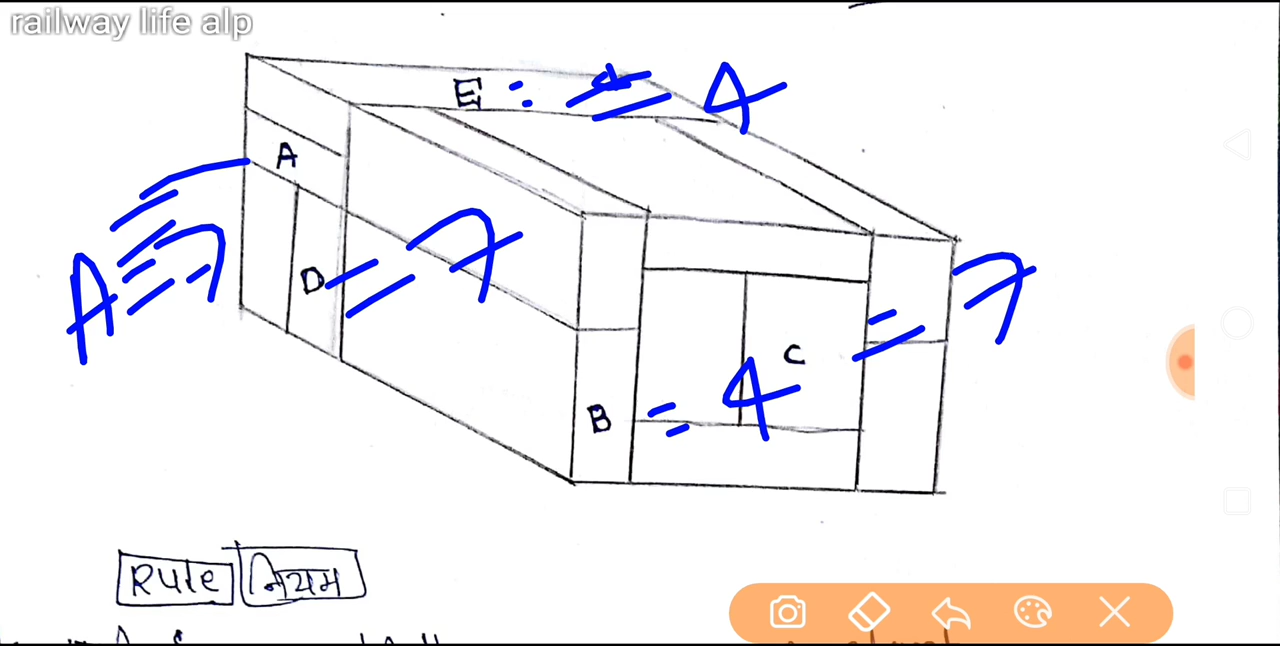 railway life alp
E : 4
A
A = 7
D = 7
= 7
C
B = 4
Rule नियम